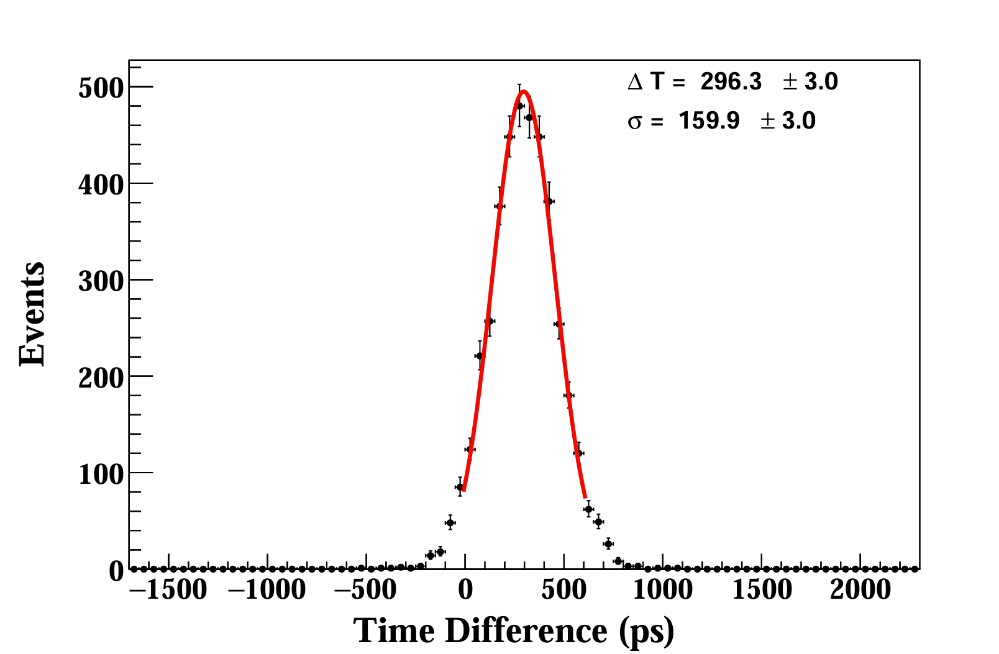 Δ T = 296.3 ± 3.0
σ = 159.9 ± 3.0
500
400
300
200
100
0
Events
−1500 −1000 −500 0 500 1000 1500 2000
Time Difference (ps)